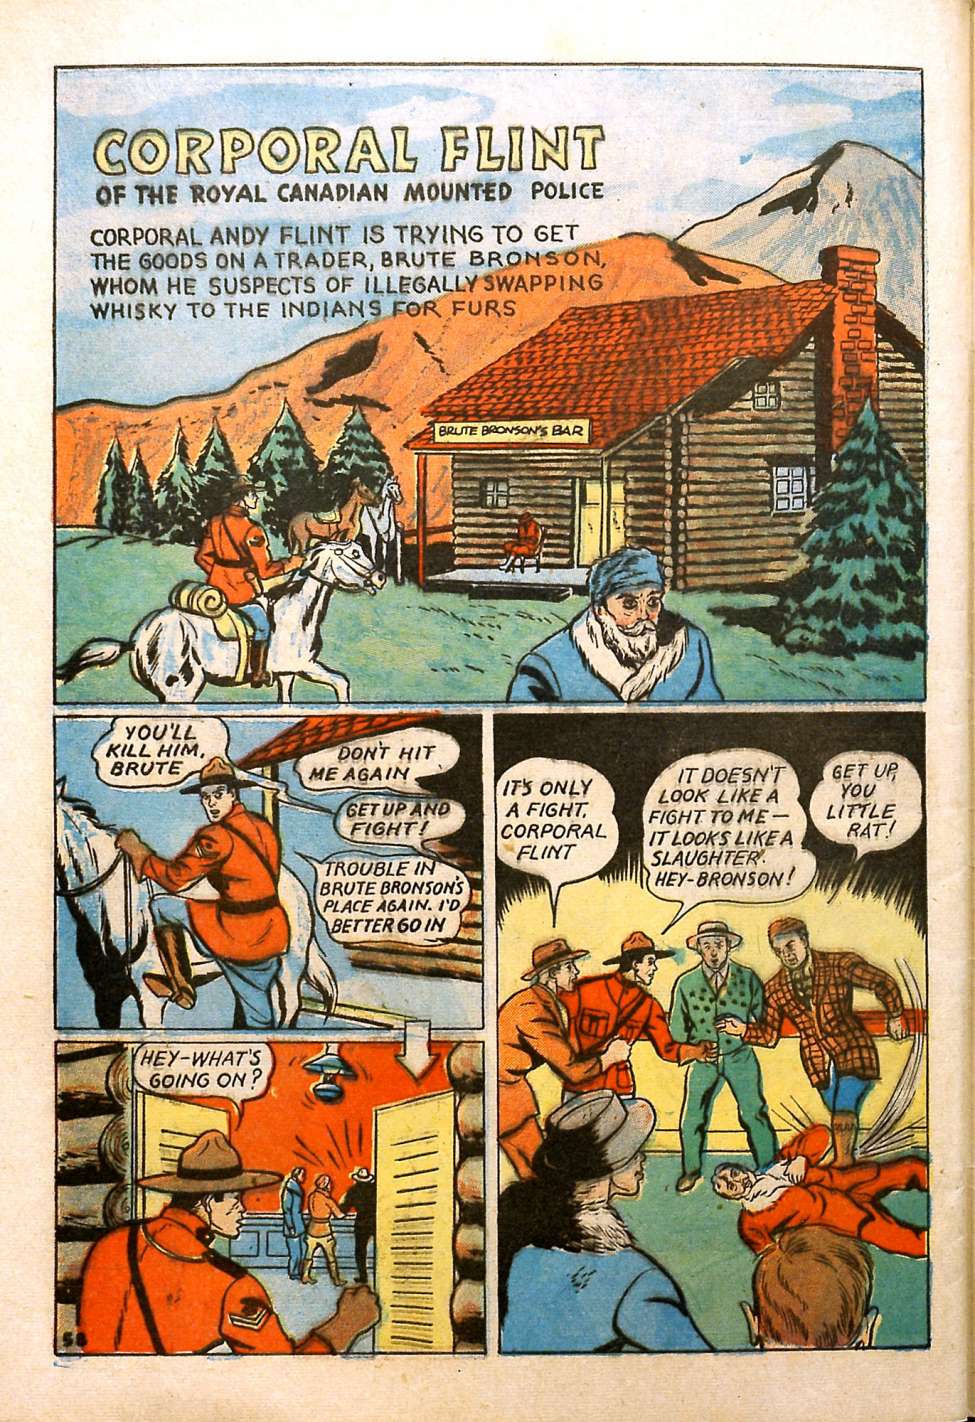 CORPORAL FLINT
OF THE ROYAL CANADIAN MOUNTED POLICE
CORPORAL ANDY FLINT IS TRYING TO GET
THE GOODS ON A TRADER, BRUTE BRONSON,
WHOM HE SUSPECTS OF ILLEGALLY SWAPPING
WHISKY TO THE INDIANS FOR FURS
BRUTE BRONSON'S BAR
YOU'LL
KILL HIM,
BRUTE
DON'T HIT
ME AGAIN
GET UP AND
FIGHT!
TROUBLE IN
BRUTE BRONSON'S
PLACE AGAIN. I'D
BETTER GO IN
HEY-WHAT'S
GOING ON?
58
IT'S ONLY
A FIGHT,
CORPORAL
FLINT
IT DOESN'T
LOOK LIKE A
FIGHT TO ME—
IT LOOKS LIKE A
SLAUGHTER.
HEY-BRONSON!
GET UP,
YOU
LITTLE
RAT!